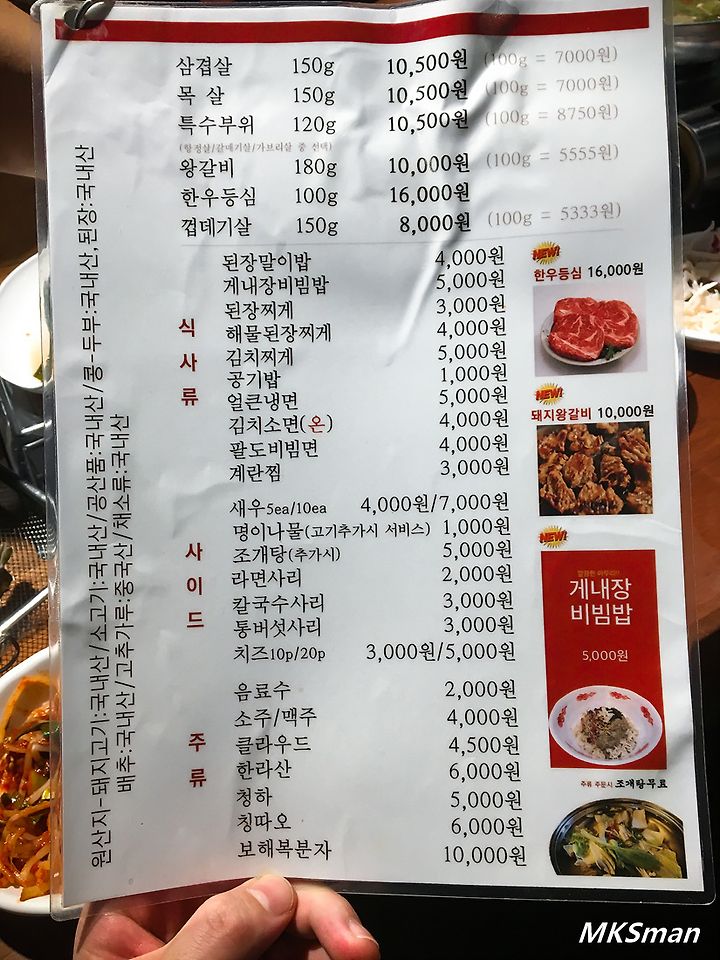 삼겹살 150g 10,500원 (100g = 7000원)
목 살 150g 10,500원 (100g = 7000원)
특수부위 120g 10,500원 (100g = 8750원)
(항정살/갈매기살/가브리살 중 선택)
왕갈비 180g 10,000원 (100g = 5555원)
한우등심 100g 16,000원
껍데기살 150g 8,000원 (100g = 5333원)
식사류
된장말이밥 4,000원
게내장비빔밥 5,000원
된장찌게 3,000원
해물된장찌게 4,000원
김치찌게 5,000원
공기밥 1,000원
얼큰냉면 5,000원
김치소면(온) 4,000원
팔도비빔면 4,000원
계란찜 3,000원
사이드
새우5ea/10ea 4,000원/7,000원
명이나물(고기추가시 서비스) 1,000원
조개탕(추가시) 5,000원
라면사리 2,000원
칼국수사리 3,000원
통버섯사리 3,000원
치즈10p/20p 3,000원/5,000원
주류
음료수 2,000원
소주/맥주 4,000원
클라우드 4,500원
한라산 6,000원
청하 5,000원
칭따오 6,000원
보해복분자 10,000원
NEW!
한우등심 16,000원
NEW!
돼지왕갈비 10,000원
NEW!
게내장
비빔밥
5,000원
주류 주문시 조개탕무료
원산지-돼지고기:국내산/소고기:국내산/공산품:국내산/콩-두부:국내산,된장:국내산
배추:국내산/고추가루:중국산/채소류:국내산
MKSman